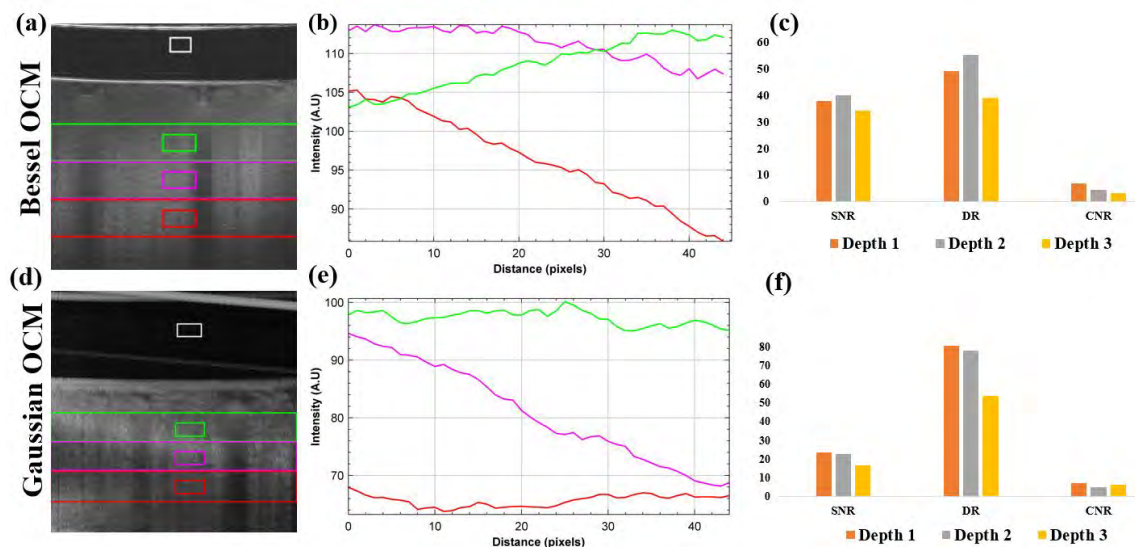 (a)
Bessel OCM
(b)
Intensity (A.U)
110
105
100
95
90
0 10 20 30 40
Distance (pixels)
(c)
60
50
40
30
20
10
0
SNR DR CNR
Depth 1 Depth 2 Depth 3
(d)
Gaussian OCM
(e)
Intensity (A.U)
100
90
80
70
0 10 20 30 40
Distance (pixels)
(f)
80
70
60
50
40
30
20
10
0
SNR DR CNR
Depth 1 Depth 2 Depth 3